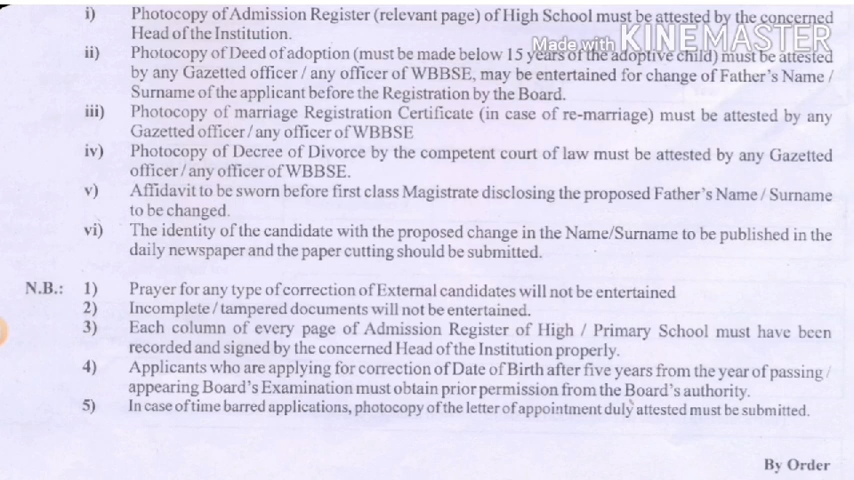 Made with KINEMASTER
i) Photocopy of Admission Register (relevant page) of High School must be attested by the concerned
Head of the Institution.
ii) Photocopy of Deed of adoption (must be made below 15 years of the adoptive child) must be attested
by any Gazetted officer / any officer of WBBSE, may be entertained for change of Father's Name /
Surname of the applicant before the Registration by the Board.
iii) Photocopy of marriage Registration Certificate (in case of re-marriage) must be attested by any
Gazetted officer / any officer of WBBSE
iv) Photocopy of Decree of Divorce by the competent court of law must be attested by any Gazetted
officer / any officer of WBBSE.
v) Affidavit to be sworn before first class Magistrate disclosing the proposed Father's Name / Surname
to be changed.
vi) The identity of the candidate with the proposed change in the Name/Surname to be published in the
daily newspaper and the paper cutting should be submitted.
N.B.: 1) Prayer for any type of correction of External candidates will not be entertained
2) Incomplete / tampered documents will not be entertained.
3) Each column of every page of Admission Register of High / Primary School must have been
recorded and signed by the concerned Head of the Institution properly.
4) Applicants who are applying for correction of Date of Birth after five years from the year of passing /
appearing Board's Examination must obtain prior permission from the Board's authority.
5) In case of time barred applications, photocopy of the letter of appointment duly attested must be submitted.
By Order